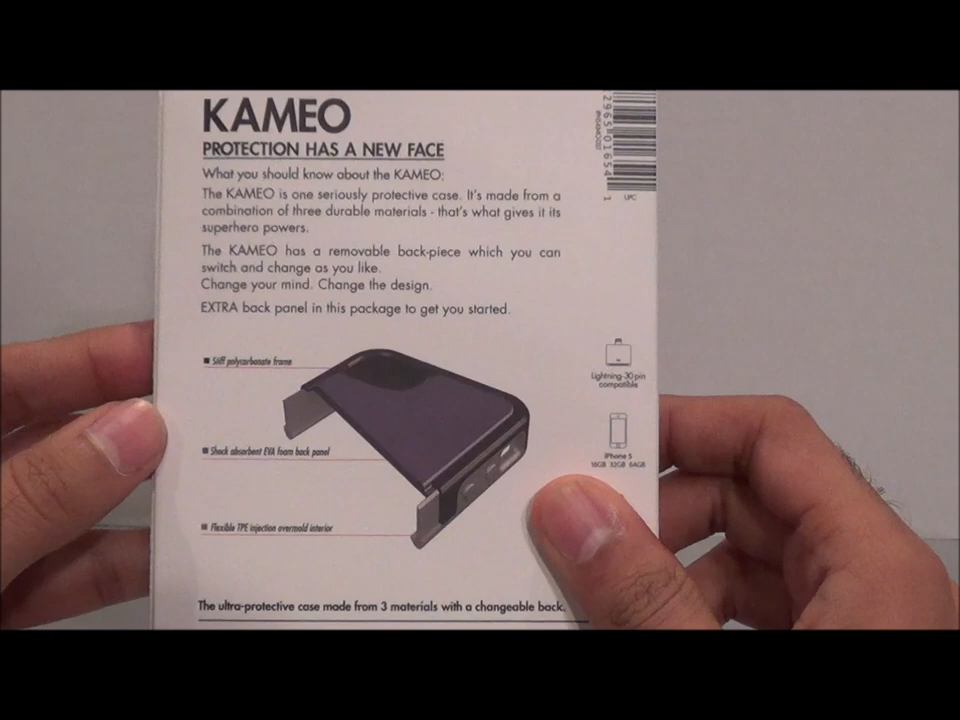 KAMEO
PROTECTION HAS A NEW FACE
What you should know about the KAMEO:
The KAMEO is one seriously protective case. It's made from a
combination of three durable materials - that's what gives it its
superhero powers.
The KAMEO has a removable back-piece which you can
switch and change as you like.
Change your mind. Change the design.
EXTRA back panel in this package to get you started.
Stiff polycarbonate frame
Shock absorbent EVA foam back panel
Flexible TPE injection overmold interior
The ultra-protective case made from 3 materials with a changeable back.
2965 01654 1
UPC
Lightning-30pin
compatible
iPhone 5
16GB 32GB 64GB